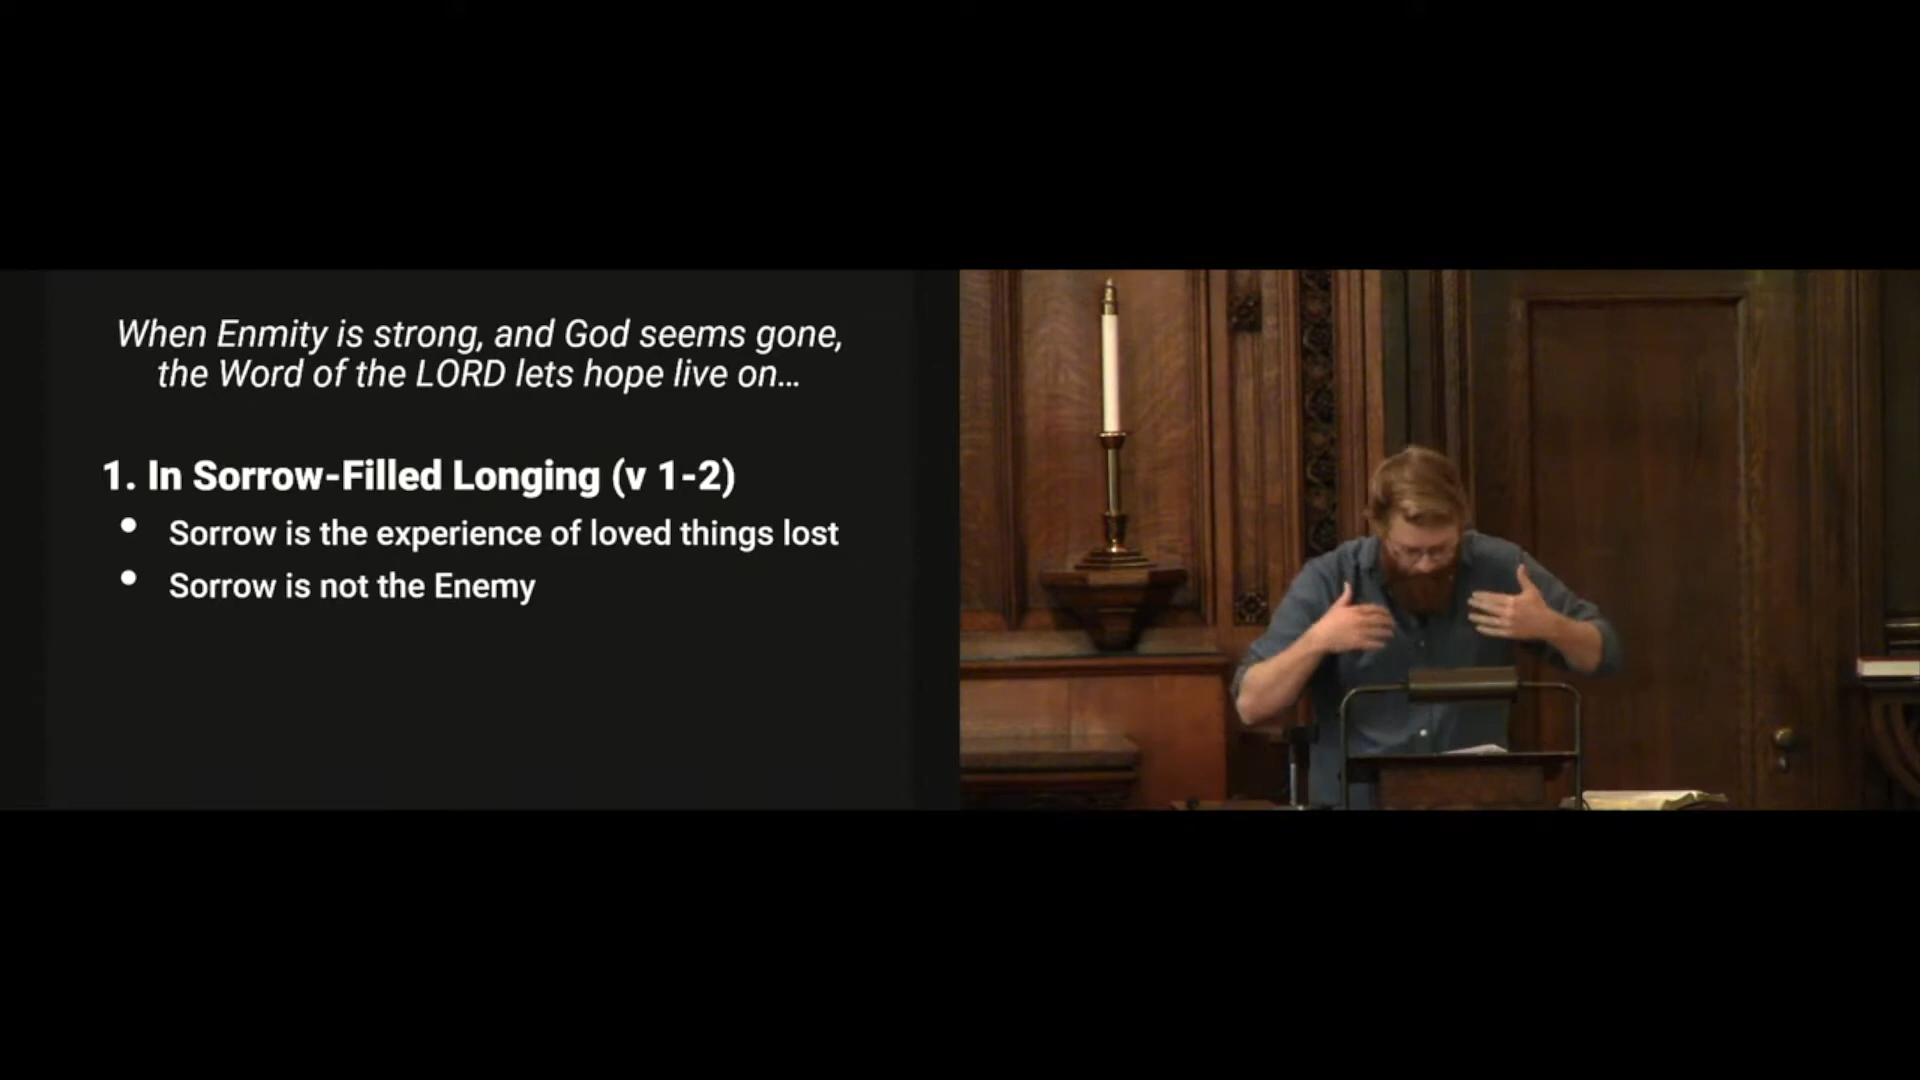 When Enmity is strong, and God seems gone,
the Word of the LORD lets hope live on...
1. In Sorrow-Filled Longing (v 1-2)
• Sorrow is the experience of loved things lost
• Sorrow is not the Enemy